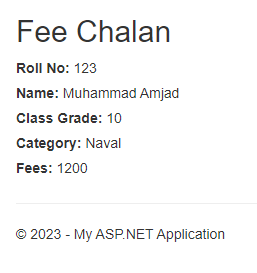 Fee Chalan
Roll No: 123
Name: Muhammad Amjad
Class Grade: 10
Category: Naval
Fees: 1200
© 2023 - My ASP.NET Application